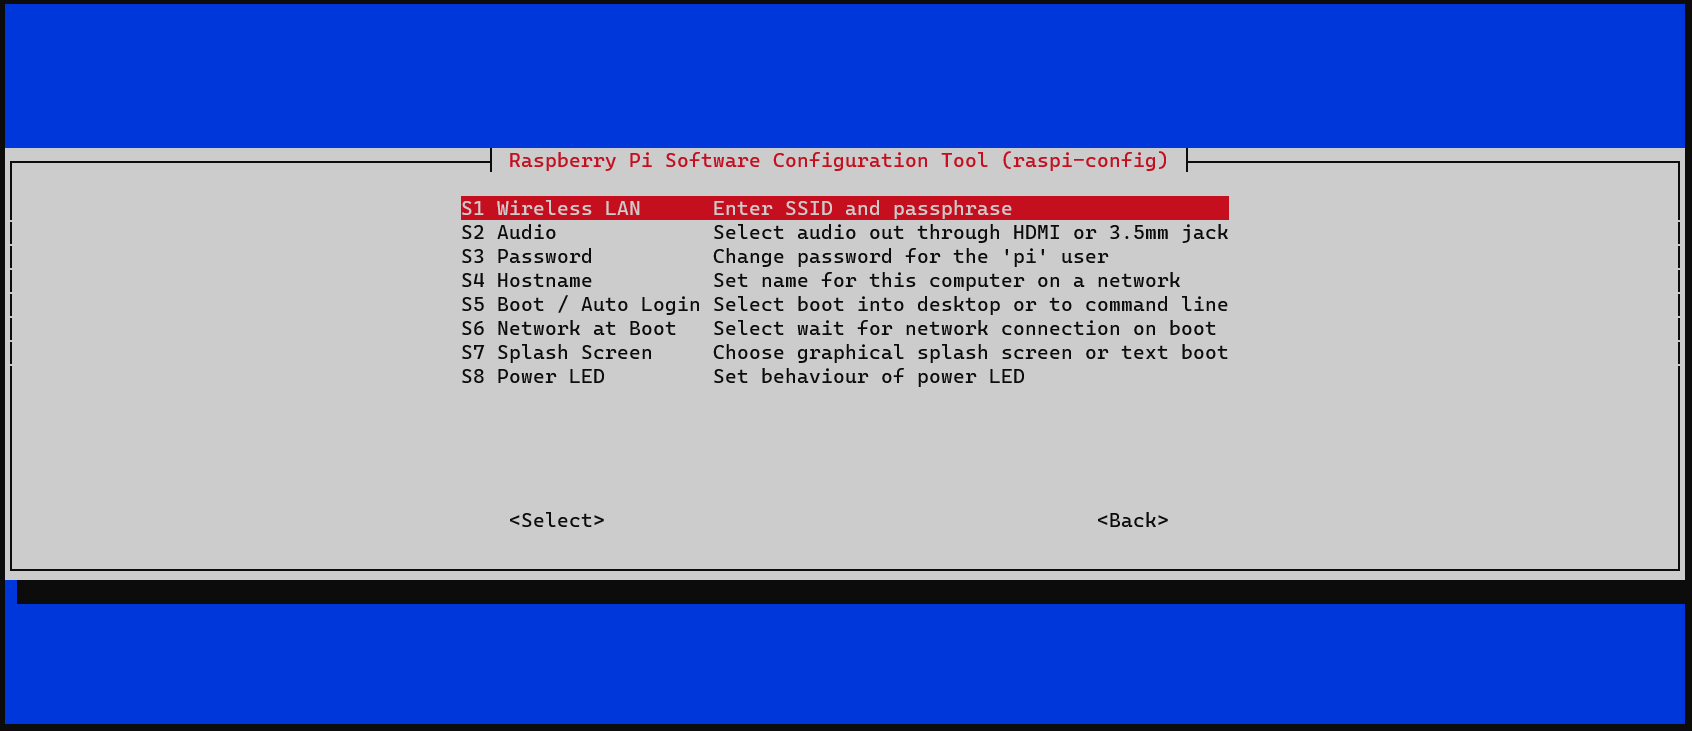 Raspberry Pi Software Configuration Tool (raspi-config)
S1 Wireless LAN Enter SSID and passphrase
S2 Audio Select audio out through HDMI or 3.5mm jack
S3 Password Change password for the 'pi' user
S4 Hostname Set name for this computer on a network
S5 Boot / Auto Login Select boot into desktop or to command line
S6 Network at Boot Select wait for network connection on boot
S7 Splash Screen Choose graphical splash screen or text boot
S8 Power LED Set behaviour of power LED
<Select> <Back>